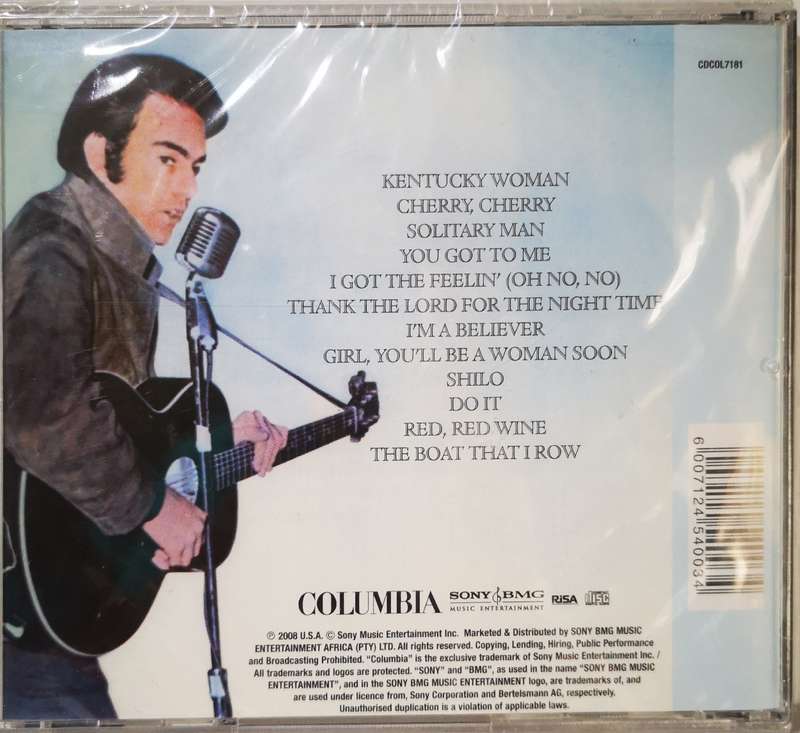 CDCOL7181
KENTUCKY WOMAN
CHERRY, CHERRY
SOLITARY MAN
YOU GOT TO ME
I GOT THE FEELIN' (OH NO, NO)
THANK THE LORD FOR THE NIGHT TIME
I'M A BELIEVER
GIRL, YOU'LL BE A WOMAN SOON
SHILO
DO IT
RED, RED WINE
THE BOAT THAT I ROW
6 007124 540034
COLUMBIA SONY BMG RiSA disc
MUSIC ENTERTAINMENT
℗ 2008 U.S.A. © Sony Music Entertainment Inc. Marketed & Distributed by SONY BMG MUSIC
ENTERTAINMENT AFRICA (PTY) LTD. All rights reserved. Copying, Lending, Hiring, Public Performance
and Broadcasting Prohibited. "Columbia" is the exclusive trademark of Sony Music Entertainment Inc. /
All trademarks and logos are protected. "SONY" and "BMG", as used in the name "SONY BMG MUSIC
ENTERTAINMENT", and in the SONY BMG MUSIC ENTERTAINMENT logo, are trademarks of, and
are used under licence from, Sony Corporation and Bertelsmann AG, respectively.
Unauthorised duplication is a violation of applicable laws.